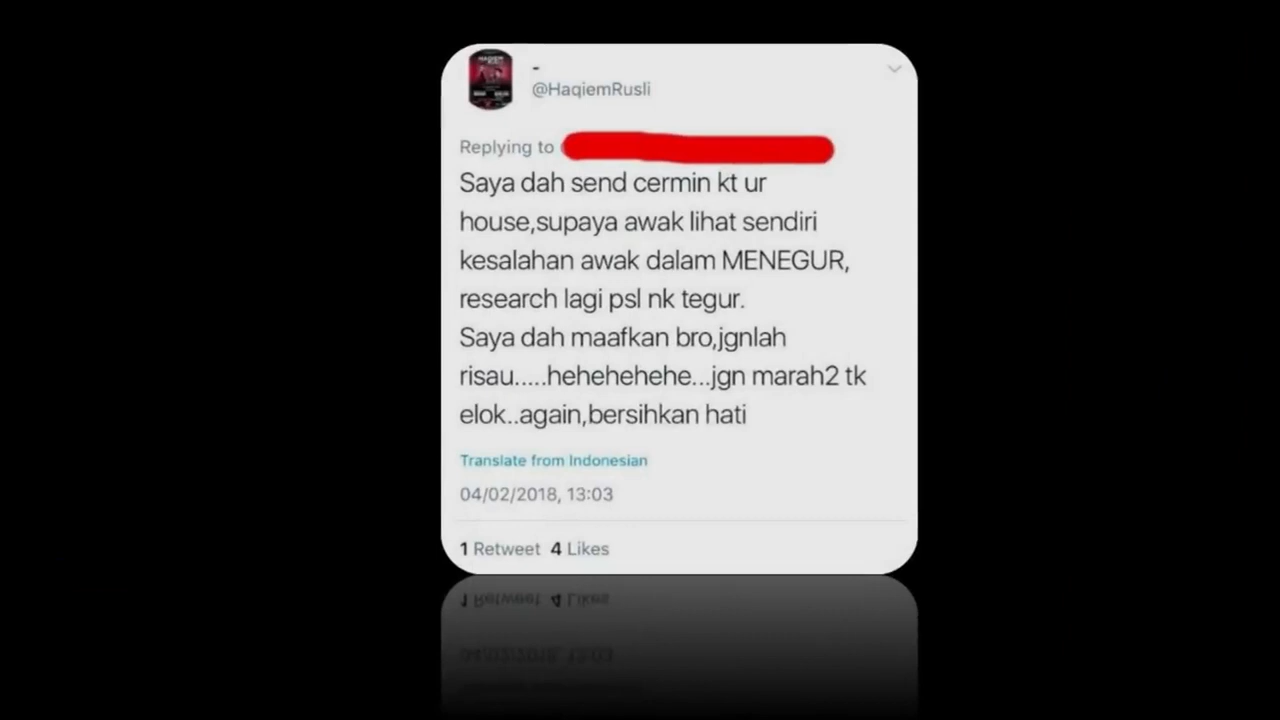 -
@HaqiemRusli
Replying to
Saya dah send cermin kt ur
house,supaya awak lihat sendiri
kesalahan awak dalam MENEGUR,
research lagi psl nk tegur.
Saya dah maafkan bro,jgnlah
risau.....hehehehehe...jgn marah2 tk
elok..again,bersihkan hati
Translate from Indonesian
04/02/2018, 13:03
1 Retweet 4 Likes